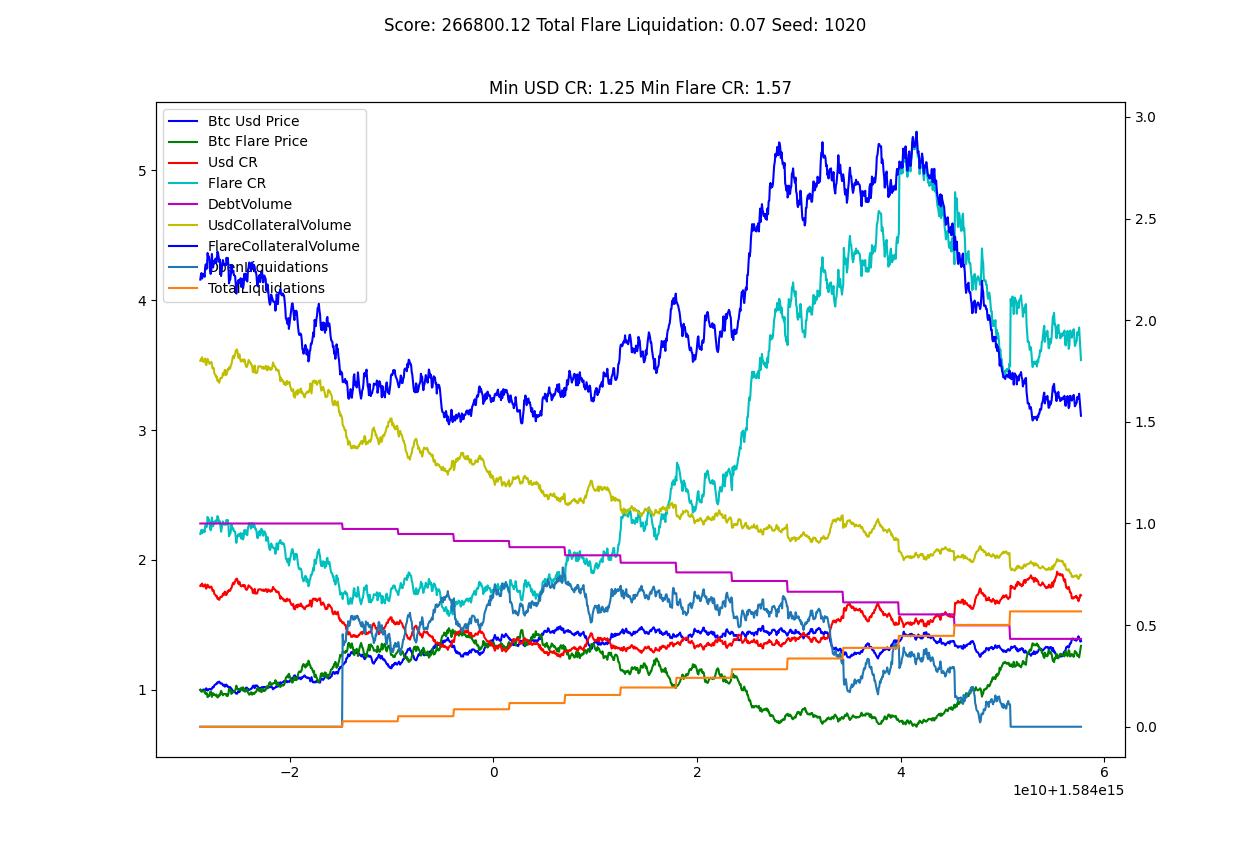 Score: 266800.12 Total Flare Liquidation: 0.07 Seed: 1020
Min USD CR: 1.25 Min Flare CR: 1.57
Btc Usd Price
Btc Flare Price
Usd CR
Flare CR
DebtVolume
UsdCollateralVolume
FlareCollateralVolume
OpenLiquidations
TotalLiquidations
5
4
3
2
1
3.0
2.5
2.0
1.5
1.0
0.5
0.0
−2 0 2 4 6
1e10+1.584e15